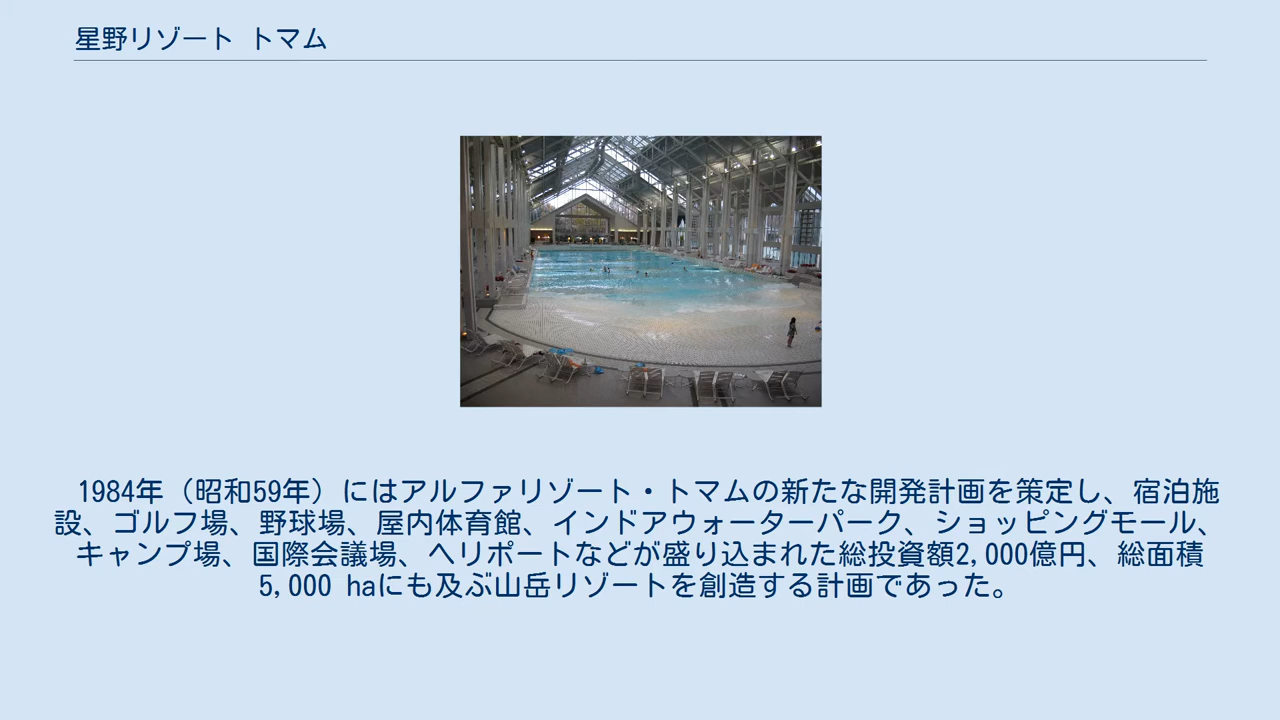 星野リゾート トマム
1984年（昭和59年）にはアルファリゾート・トマムの新たな開発計画を策定し、宿泊施
設、ゴルフ場、野球場、屋内体育館、インドアウォーターパーク、ショッピングモール、
キャンプ場、国際会議場、ヘリポートなどが盛り込まれた総投資額2,000億円、総面積
5,000 haにも及ぶ山岳リゾートを創造する計画であった。